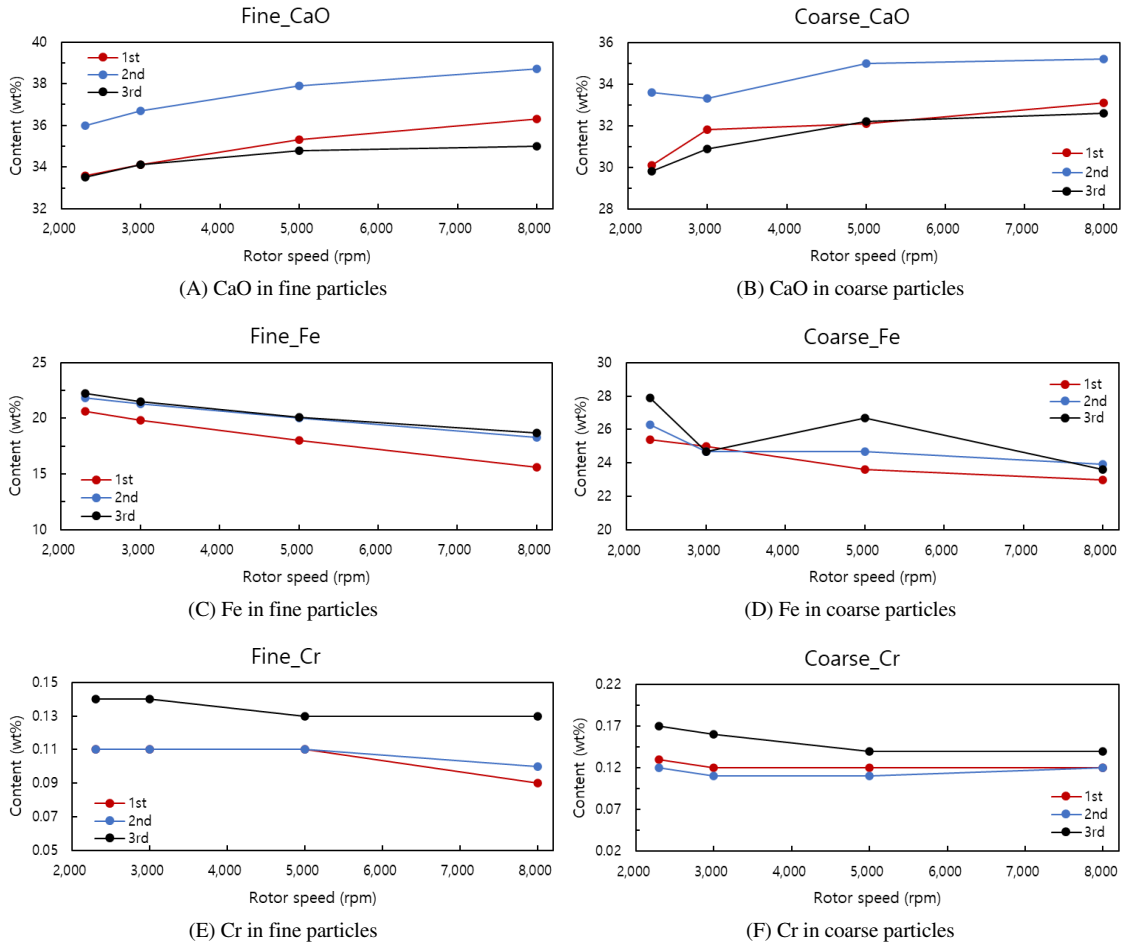 Fine_CaO
40
38
36
34
32
Content (wt%)
1st
2nd
3rd
2,000 3,000 4,000 5,000 6,000 7,000 8,000
Rotor speed (rpm)
(A) CaO in fine particles
Coarse_CaO
36
34
32
30
28
Content (wt%)
1st
2nd
3rd
2,000 3,000 4,000 5,000 6,000 7,000 8,000
Rotor speed (rpm)
(B) CaO in coarse particles
Fine_Fe
25
20
15
10
Content (wt%)
1st
2nd
3rd
2,000 3,000 4,000 5,000 6,000 7,000 8,000
Rotor speed (rpm)
(C) Fe in fine particles
Coarse_Fe
30
28
26
24
22
20
Content (wt%)
1st
2nd
3rd
2,000 3,000 4,000 5,000 6,000 7,000 8,000
Rotor speed (rpm)
(D) Fe in coarse particles
Fine_Cr
0.15
0.13
0.11
0.09
0.07
0.05
Content (wt%)
1st
2nd
3rd
2,000 3,000 4,000 5,000 6,000 7,000 8,000
Rotor speed (rpm)
(E) Cr in fine particles
Coarse_Cr
0.22
0.17
0.12
0.07
0.02
Content (wt%)
1st
2nd
3rd
2,000 3,000 4,000 5,000 6,000 7,000 8,000
Rotor speed (rpm)
(F) Cr in coarse particles